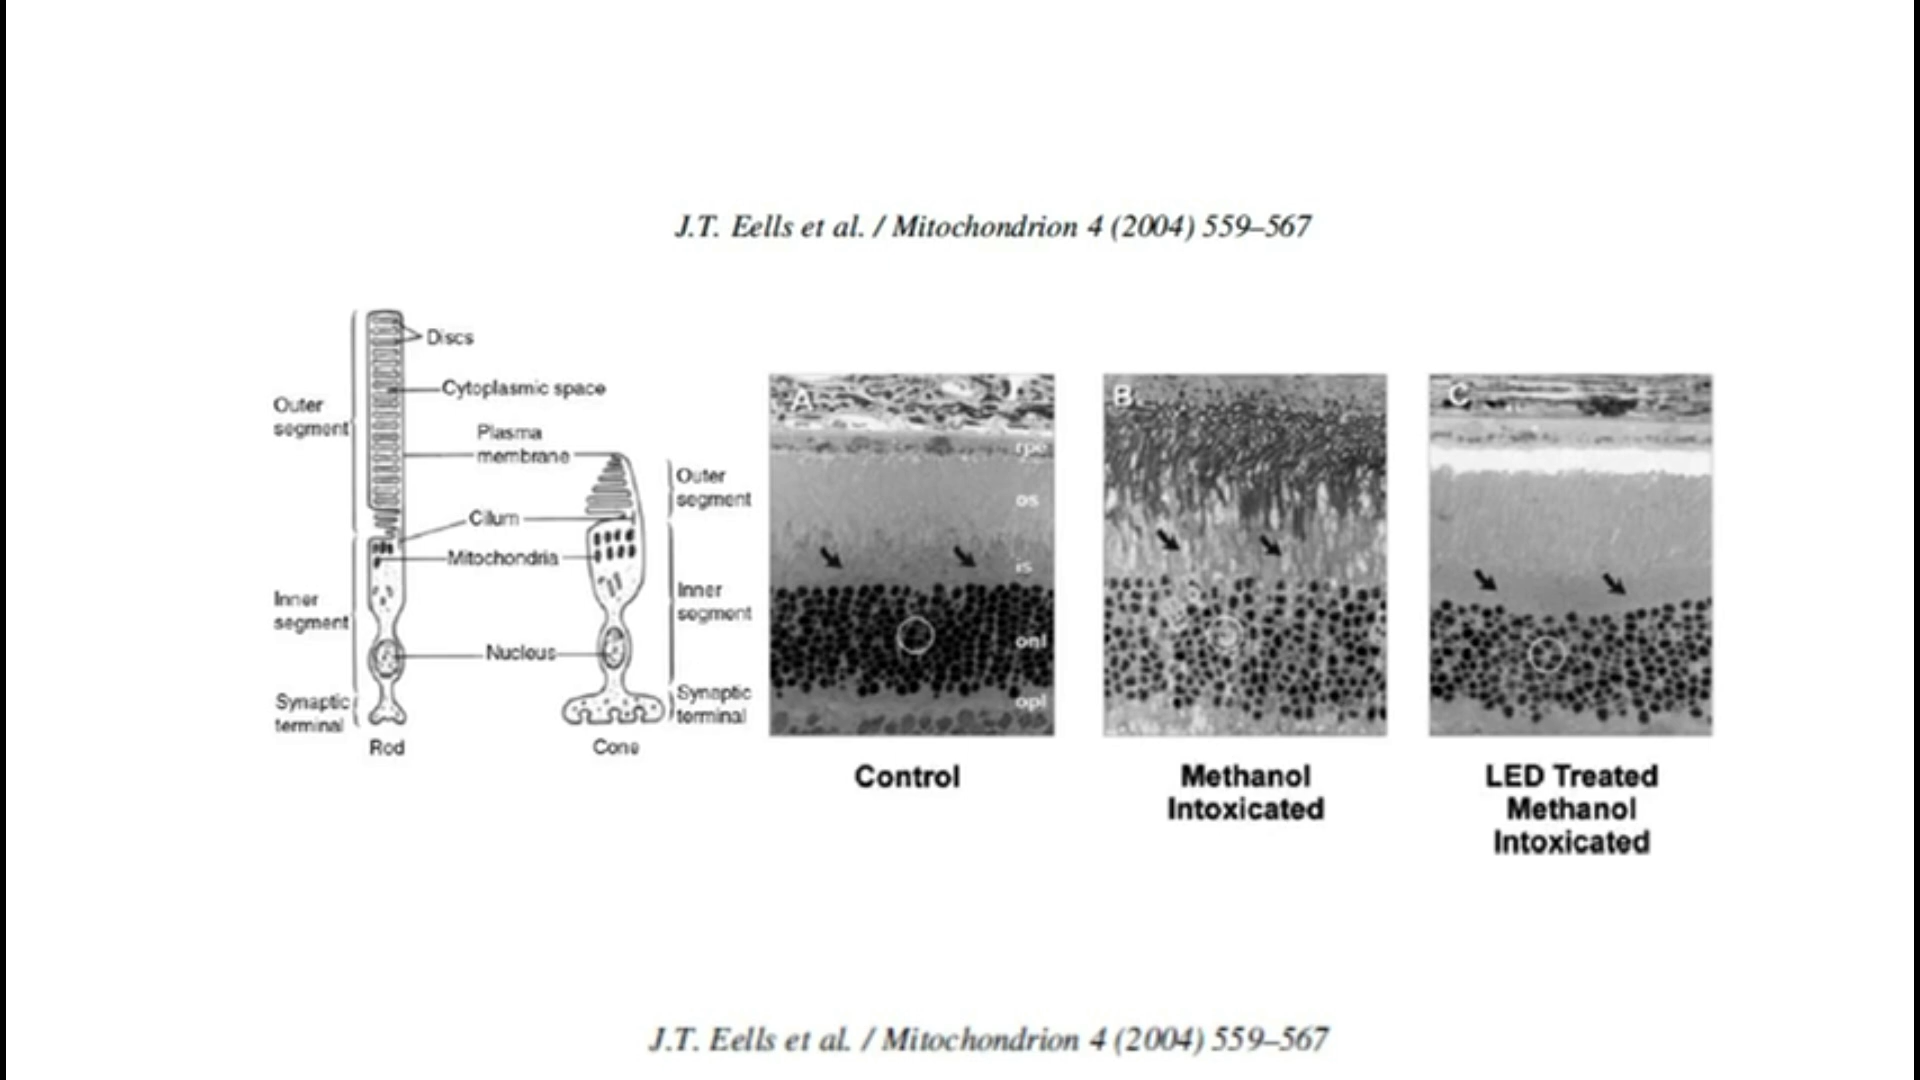 J.T. Eells et al. / Mitochondrion 4 (2004) 559–567
Discs
Cytoplasmic space
Outer
segment
Plasma
membrane
Outer
segment
Cilum
Mitochondria
Inner
segment
Inner
segment
Nucleus
Synaptic
terminal
Synaptic
terminal
Rod
Cone
A
rpe
os
is
onl
opl
B
C
Control
Methanol
Intoxicated
LED Treated
Methanol
Intoxicated
J.T. Eells et al. / Mitochondrion 4 (2004) 559–567